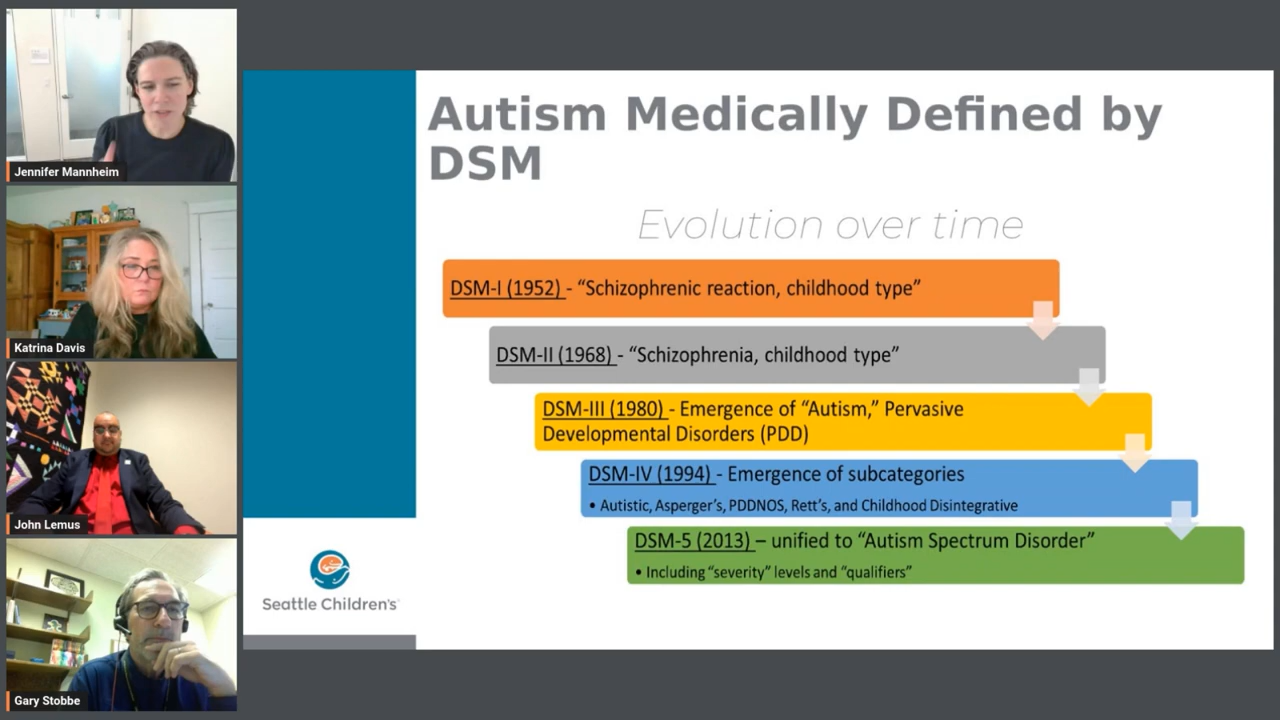 Jennifer Mannheim
Katrina Davis
John Lemus
Gary Stobbe
Autism Medically Defined by
DSM
Evolution over time
DSM-I (1952) - “Schizophrenic reaction, childhood type”
DSM-II (1968) - “Schizophrenia, childhood type”
DSM-III (1980) - Emergence of “Autism,” Pervasive
Developmental Disorders (PDD)
DSM-IV (1994) - Emergence of subcategories
• Autistic, Asperger’s, PDDNOS, Rett’s, and Childhood Disintegrative
DSM-5 (2013) – unified to “Autism Spectrum Disorder”
• Including “severity” levels and “qualifiers”
Seattle Children's